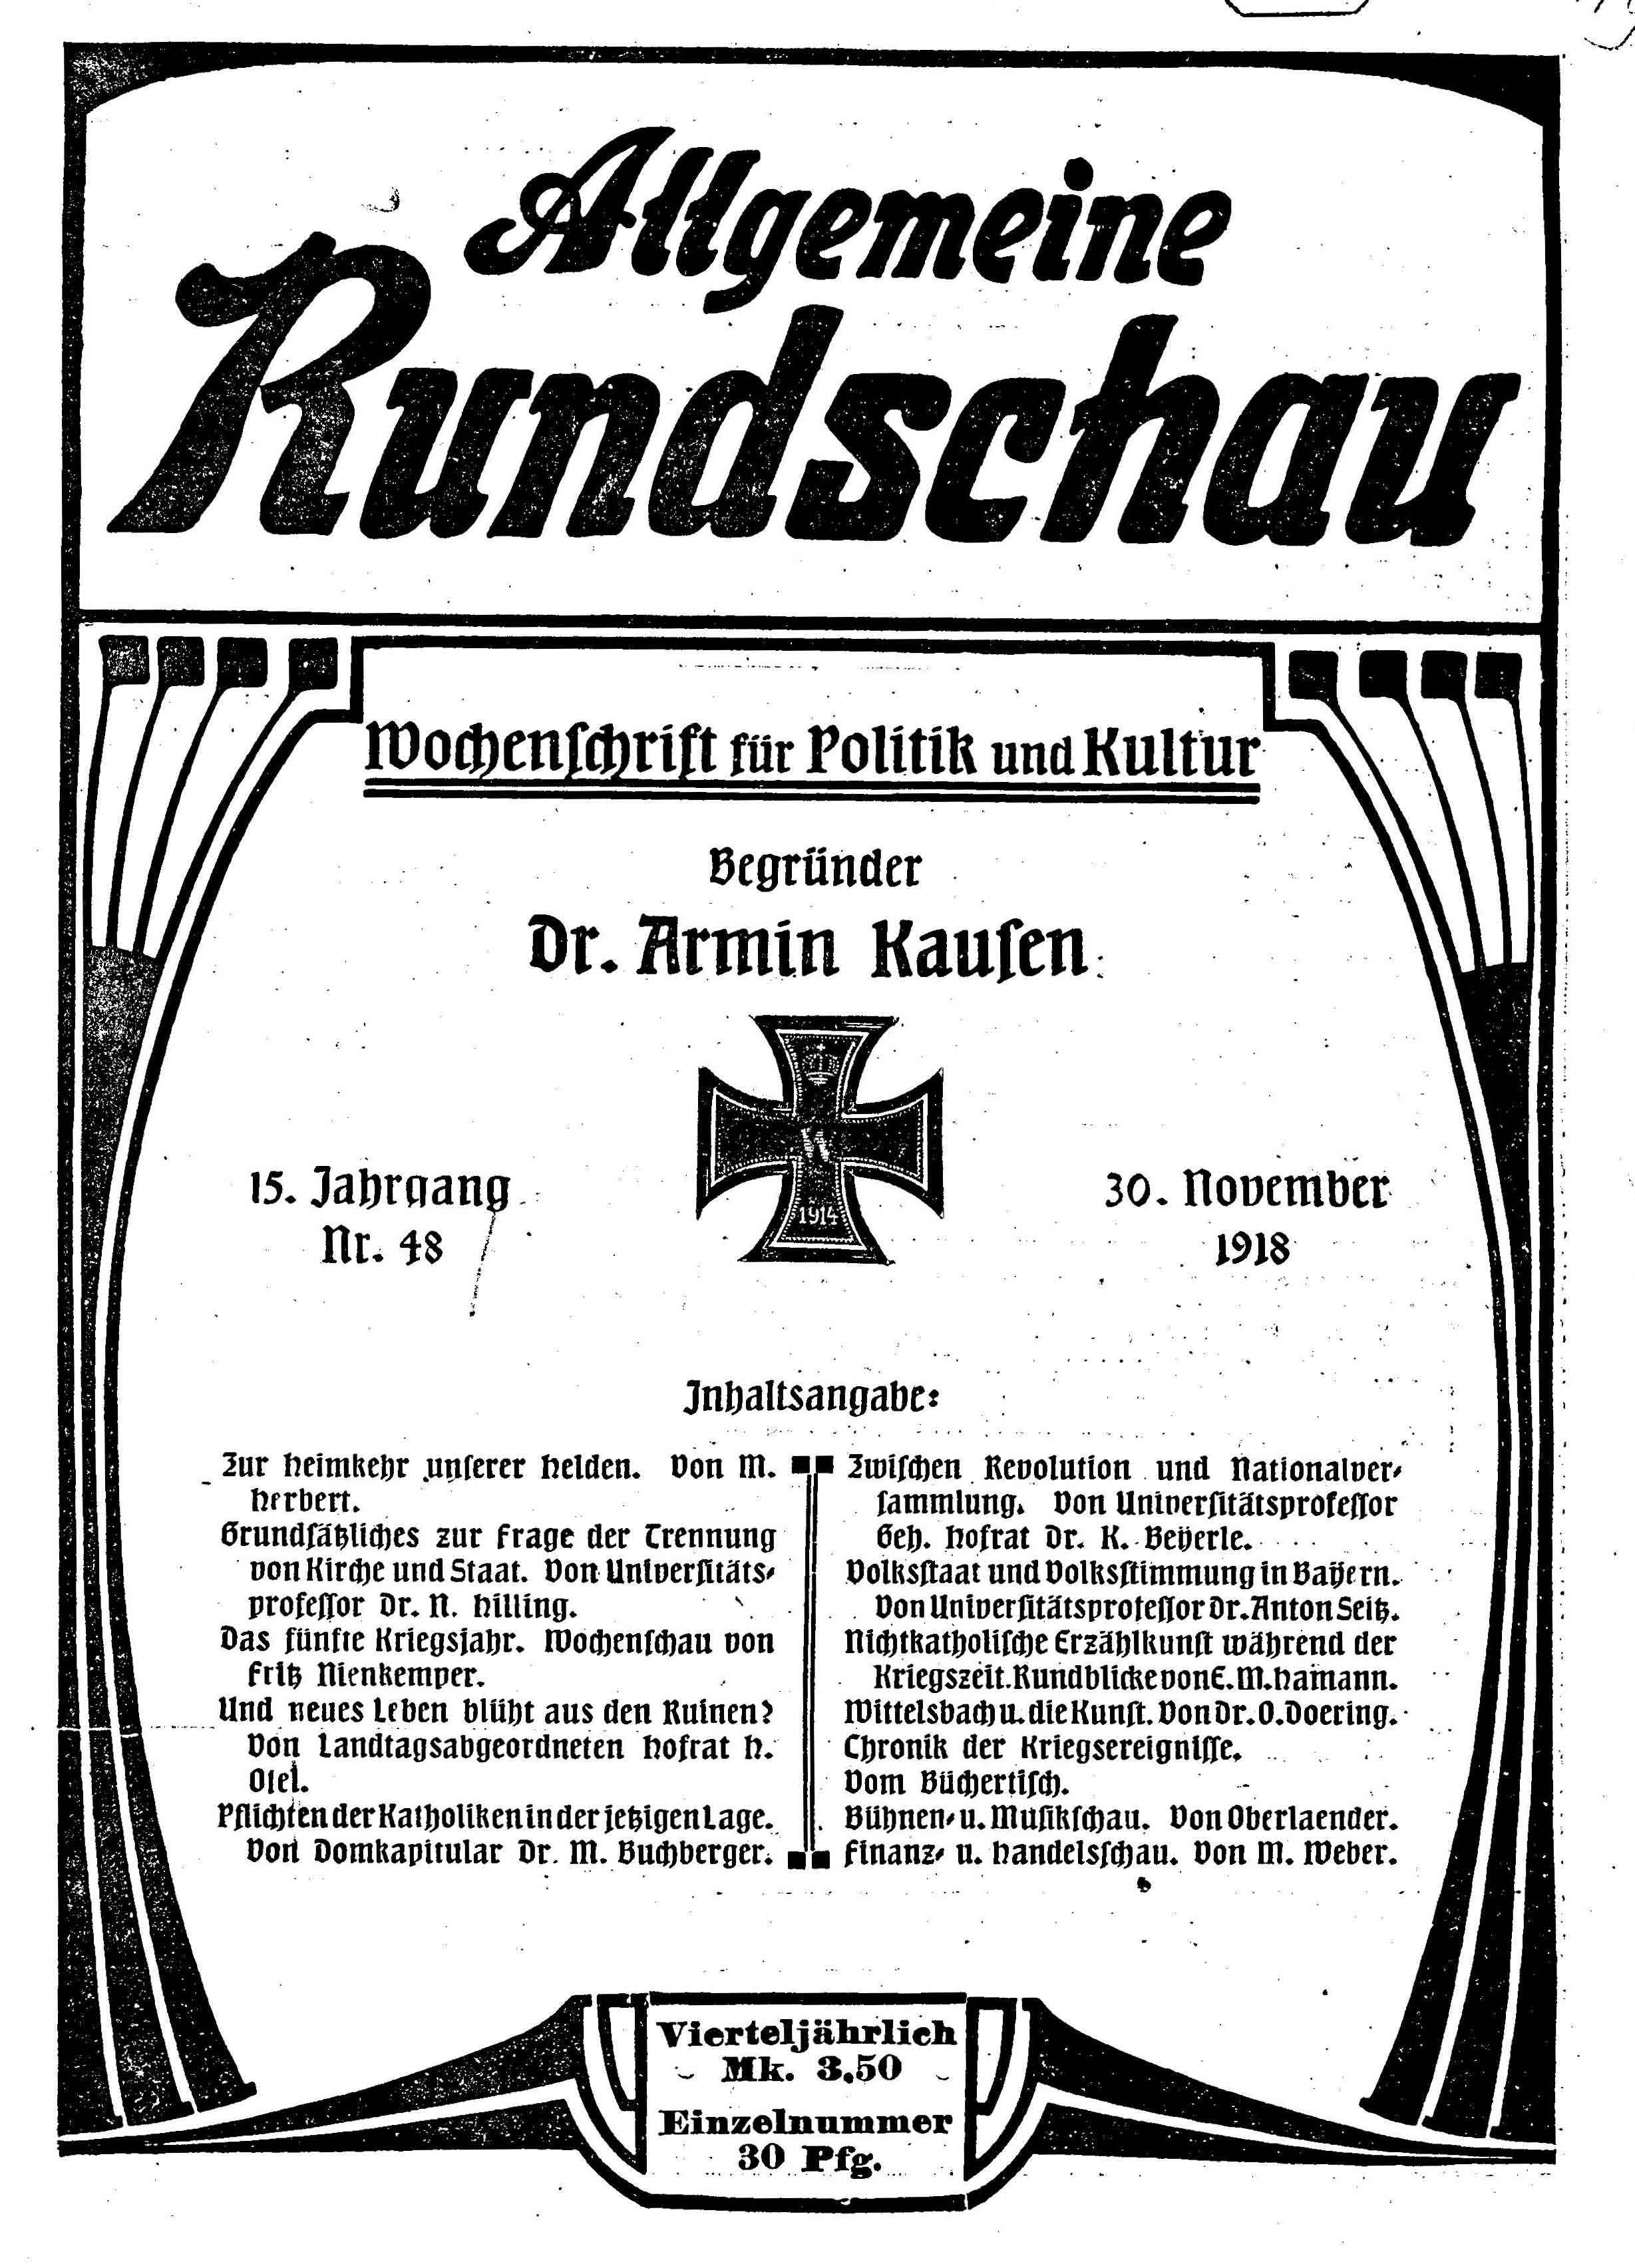 Allgemeine
Rundschau
Wochenschrift für Politik und Kultur
Begründer
Dr. Armin Kausen
W
1914
15. Jahrgang
Nr. 48
30. November
1918
Inhaltsangabe:
Zur Heimkehr unserer Helden. Von M.
Herbert.
Grundsätzliches zur Frage der Trennung
von Kirche und Staat. Von Universitäts-
professor Dr. N. Hilling.
Das fünfte Kriegsjahr. Wochenschau von
Fritz Nienkemper.
Und neues Leben blüht aus den Ruinen?
Von Landtagsabgeordneten Hofrat H.
Osel.
Pflichten der Katholiken in der jetzigen Lage.
Von Domkapitular Dr. M. Buchberger.
Zwischen Revolution und Nationalver-
sammlung. Von Universitätsprofessor
Geh. Hofrat Dr. K. Beyerle.
Volksstaat und Volksstimmung in Bayern.
Von Universitätsprofessor Dr. Anton Seitz.
Nichtkatholische Erzählkunst während der
Kriegszeit. Rundblicke von E. M. Hamann.
Wittelsbach u. die Kunst. Von Dr. O. Doering.
Chronik der Kriegsereignisse.
Vom Büchertisch.
Bühnen- u. Musikschau. Von Oberlaender.
Finanz- u. Handelsschau. Von M. Weber.
Vierteljährlich
Mk. 3.50
Einzelnummer
30 Pfg.